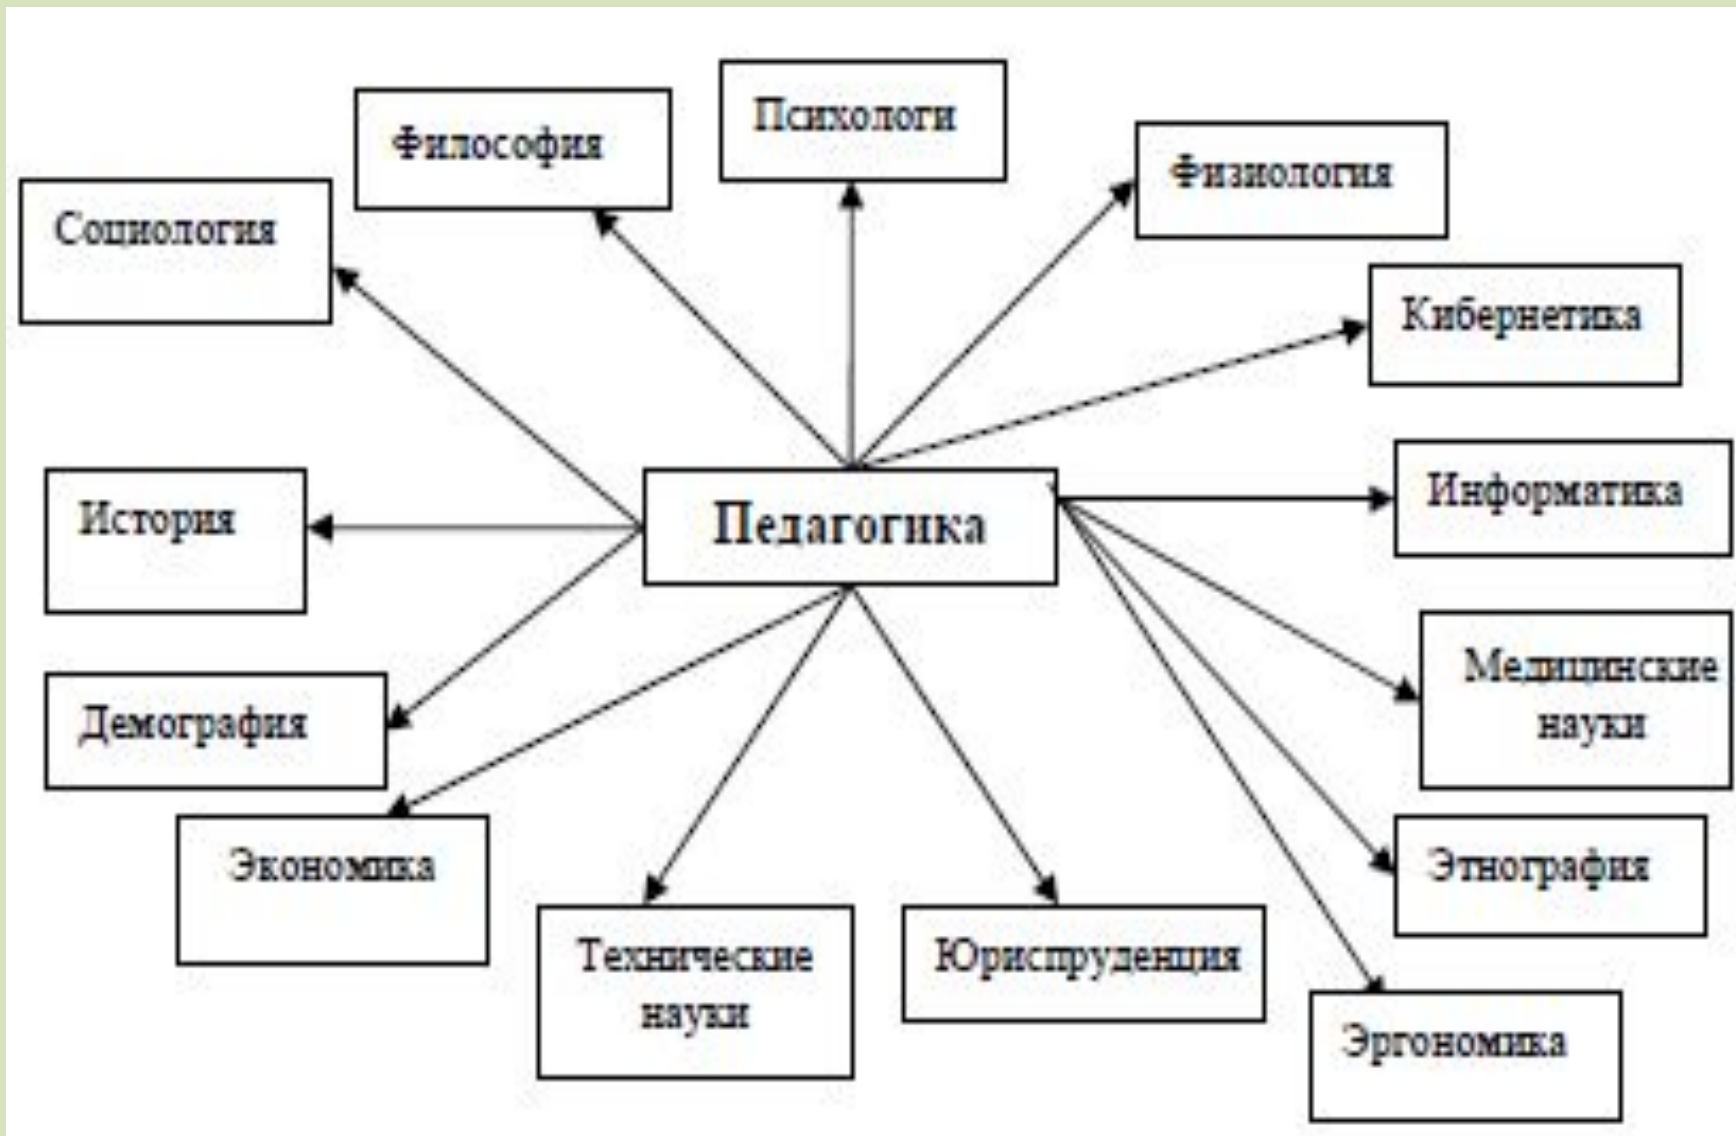 Психологи
Философия
Физиология
Социология
Кибернетика
Информатика
История
Педагогика
Медицинские
науки
Демография
Экономика
Этнография
Технические
науки
Юриспруденция
Эргономика